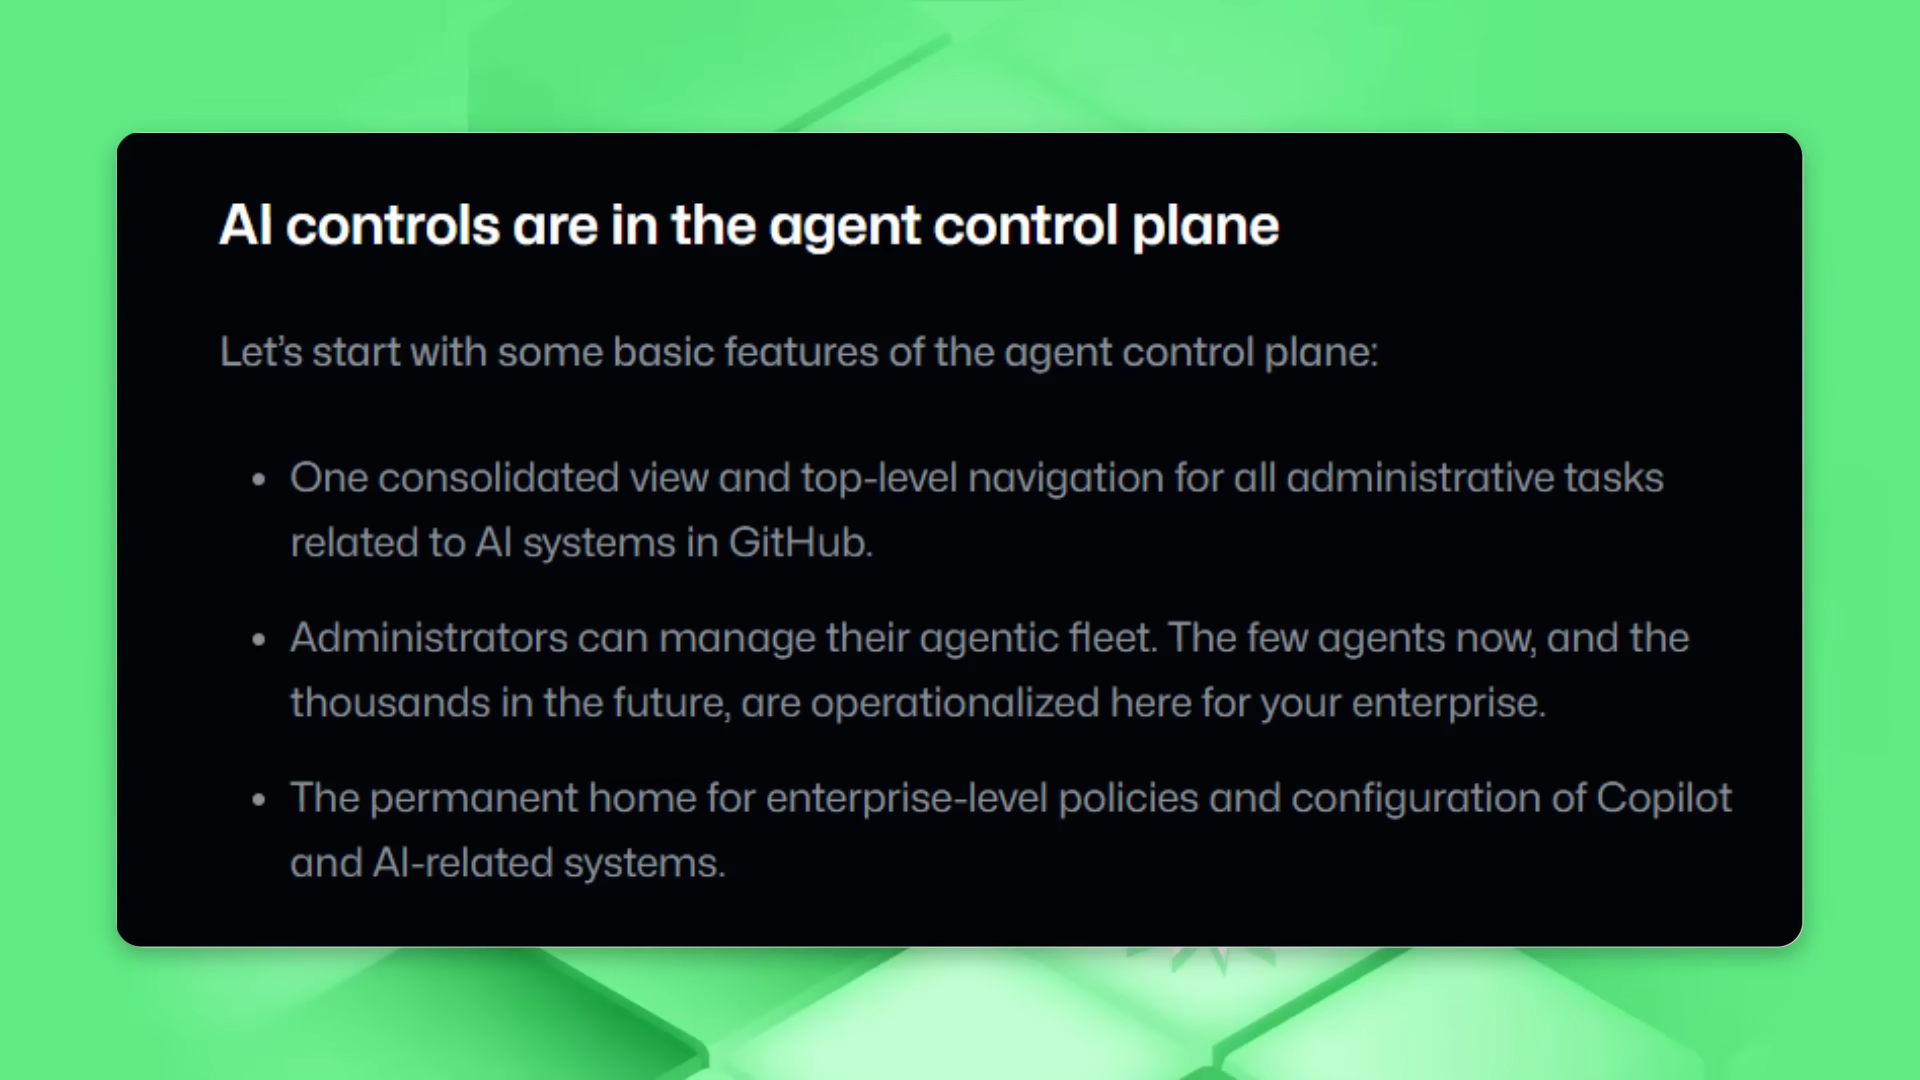 AI controls are in the agent control plane
Let’s start with some basic features of the agent control plane:
• One consolidated view and top-level navigation for all administrative tasks
related to AI systems in GitHub.
• Administrators can manage their agentic fleet. The few agents now, and the
thousands in the future, are operationalized here for your enterprise.
• The permanent home for enterprise-level policies and configuration of Copilot
and AI-related systems.